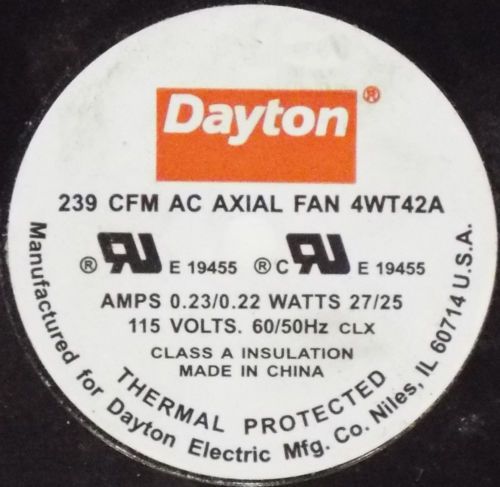 Dayton®
239 CFM AC AXIAL FAN 4WT42A
® RU E 19455 ® C RU E 19455
AMPS 0.23/0.22 WATTS 27/25
115 VOLTS. 60/50Hz CLX
CLASS A INSULATION
MADE IN CHINA
THERMAL PROTECTED
Manufactured for Dayton Electric Mfg. Co. Niles, IL 60714 U.S.A.